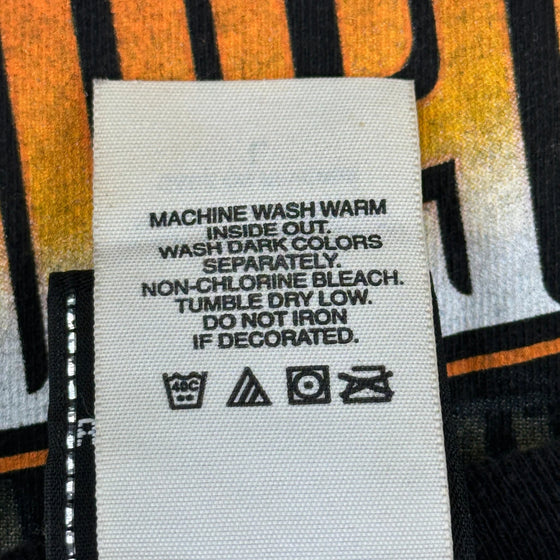 MACHINE WASH WARM
INSIDE OUT.
WASH DARK COLORS
SEPARATELY.
NON-CHLORINE BLEACH.
TUMBLE DRY LOW.
DO NOT IRON
IF DECORATED.
40C